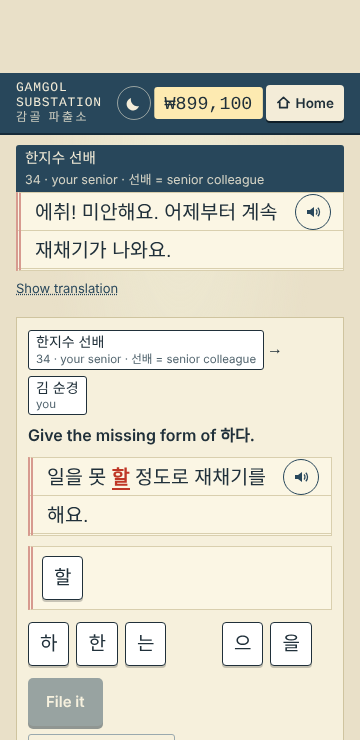 GAMGOL
SUBSTATION
감골 파출소
₩899,100
Home
한지수 선배
34 · your senior · 선배 = senior colleague
에취! 미안해요. 어제부터 계속
재채기가 나와요.
Show translation
한지수 선배
34 · your senior · 선배 = senior colleague
→
김 순경
you
Give the missing form of 하다.
일을 못 할 정도로 재채기를
해요.
할
하 한 는 으 을
File it